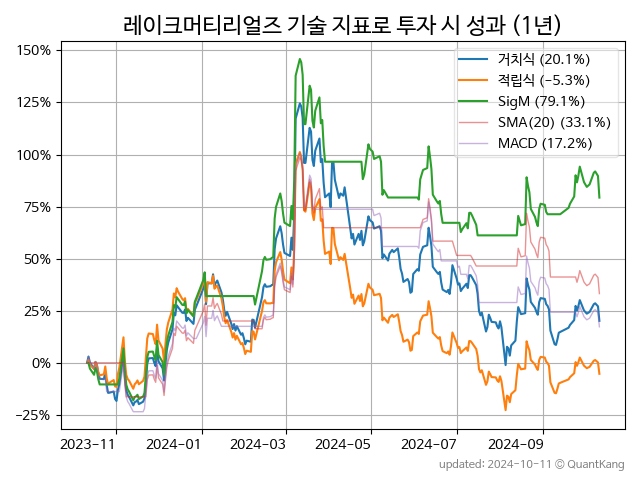 레이크머티리얼즈 기술 지표로 투자 시 성과 (1년)
150%
125%
100%
75%
50%
25%
0%
−25%
거치식 (20.1%)
적립식 (−5.3%)
SigM (79.1%)
SMA(20) (33.1%)
MACD (17.2%)
2023-11
2024-01
2024-03
2024-05
2024-07
2024-09
updated: 2024-10-11 © QuantKang